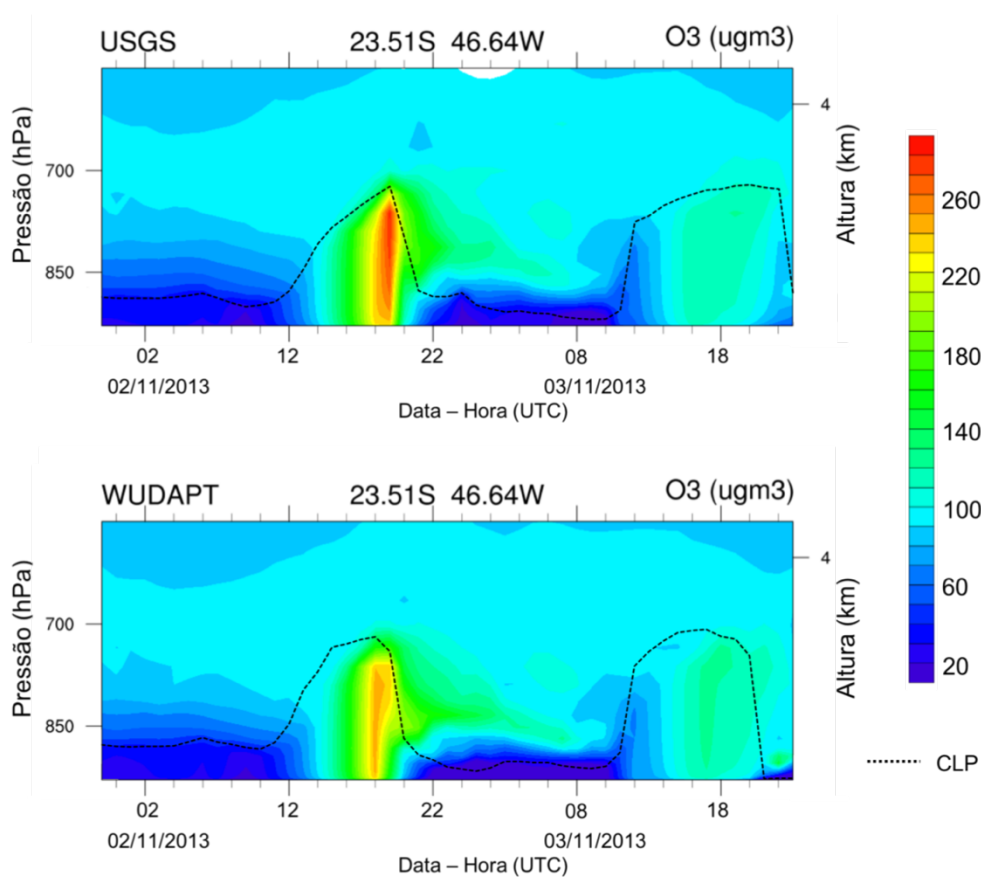 USGS 23.51S 46.64W O3 (ugm3)
Pressão (hPa)
700
850
4
Altura (km)
02 12 22 08 18
02/11/2013 03/11/2013
Data – Hora (UTC)
WUDAPT 23.51S 46.64W O3 (ugm3)
Pressão (hPa)
700
850
4
Altura (km)
02 12 22 08 18
02/11/2013 03/11/2013
Data – Hora (UTC)
260
220
180
140
100
60
20
CLP